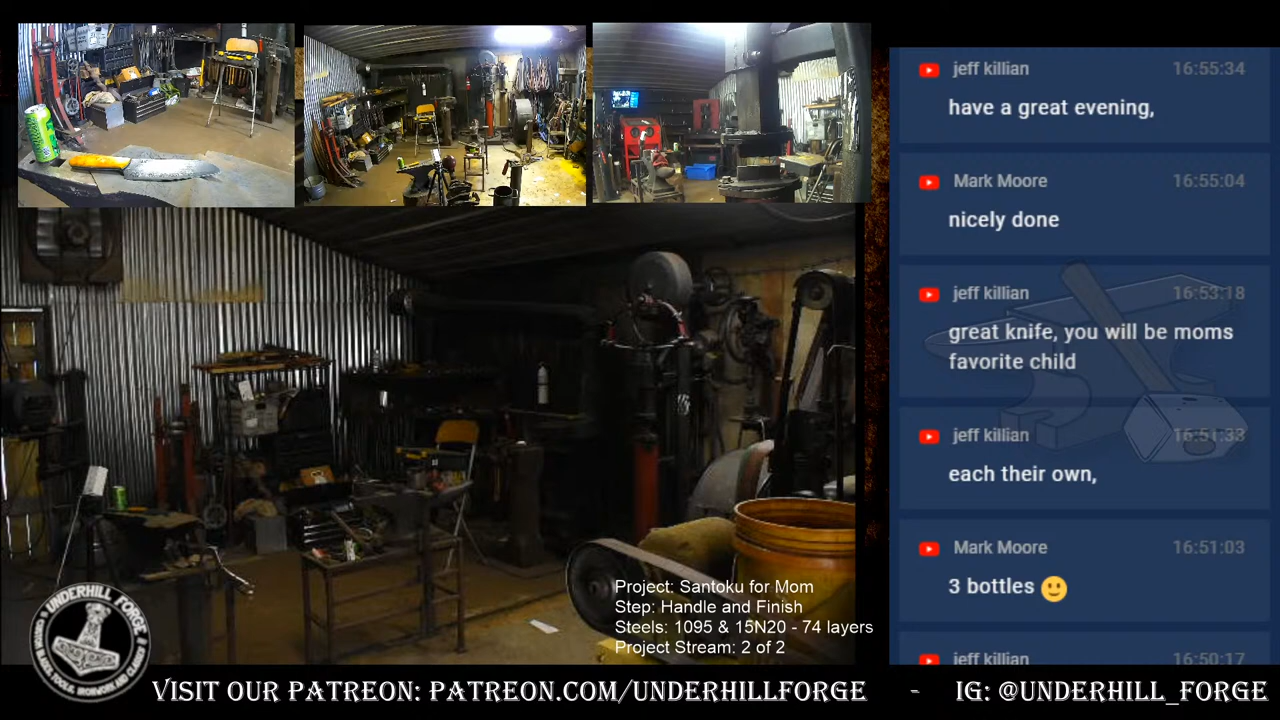 jeff killian 16:55:34
have a great evening,
Mark Moore 16:55:04
nicely done
jeff killian 16:53:18
great knife, you will be moms
favorite child
jeff killian 16:51:33
each their own,
Mark Moore 16:51:03
3 bottles 🙂
jeff killian 16:50:17
Project: Santoku for Mom
Step: Handle and Finish
Steels: 1095 & 15N20 - 74 layers
Project Stream: 2 of 2
UNDERHILL FORGE
VISIT OUR PATREON: PATREON.COM/UNDERHILLFORGE - IG: @UNDERHILL_FORGE